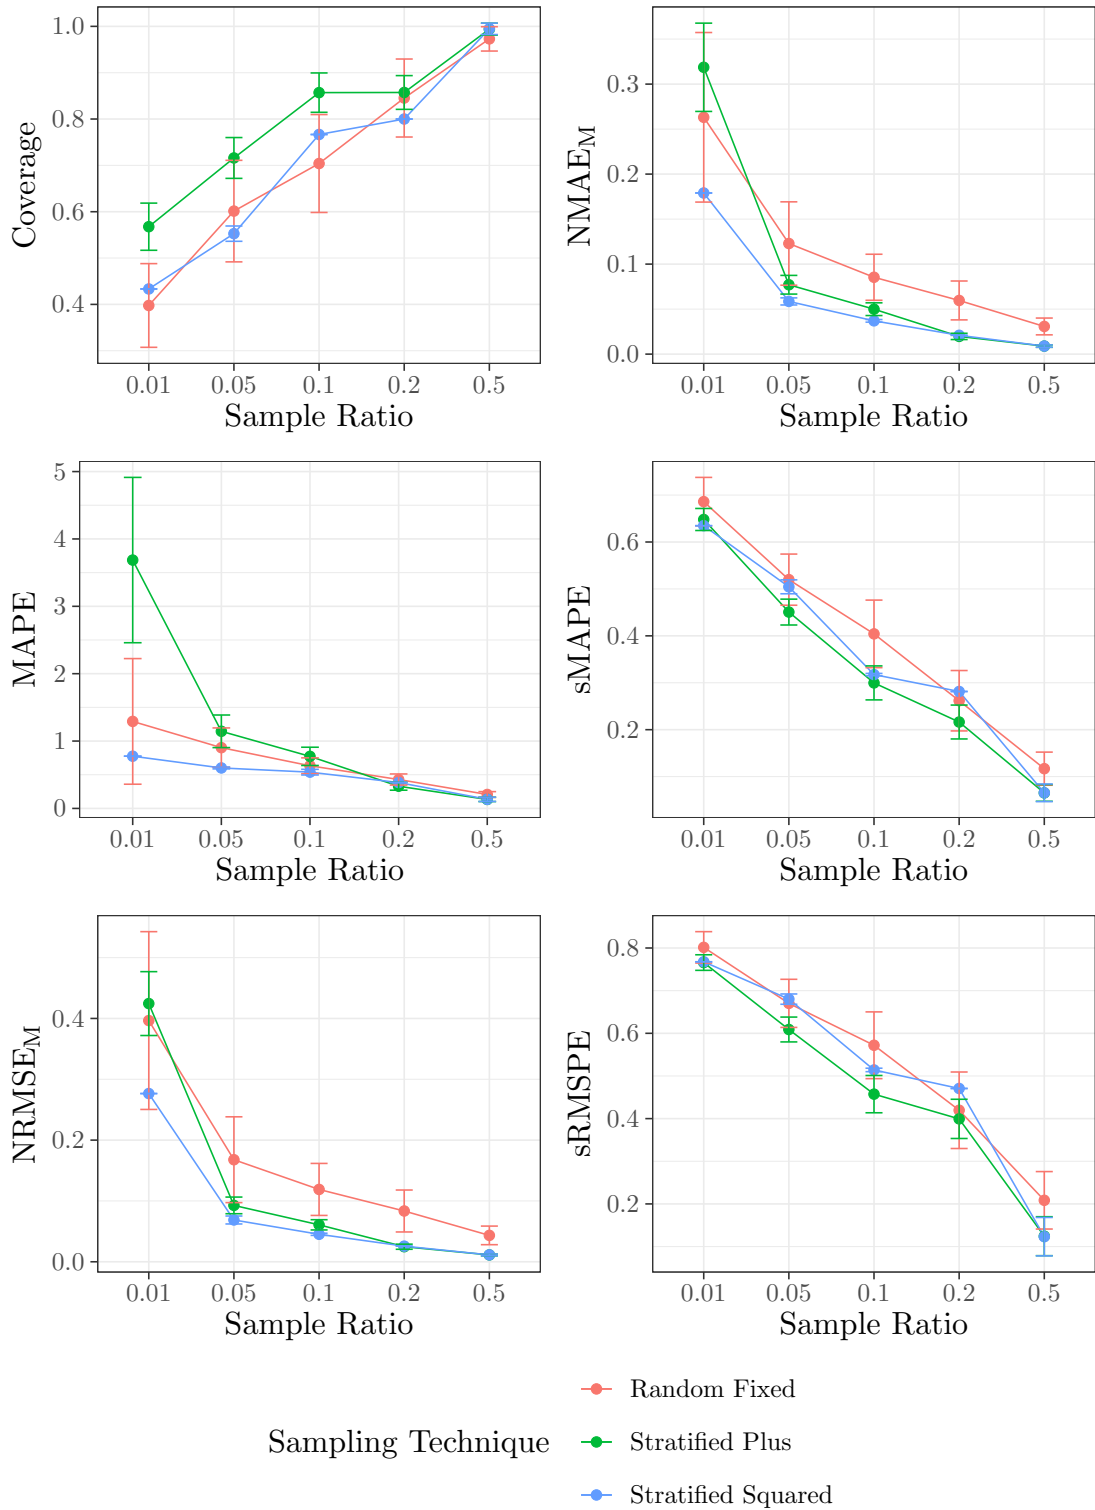 Coverage
1.0
0.8
0.6
0.4
0.01 0.05 0.1 0.2 0.5
Sample Ratio
NMAE_M
0.3
0.2
0.1
0.0
0.01 0.05 0.1 0.2 0.5
Sample Ratio
MAPE
5
4
3
2
1
0
0.01 0.05 0.1 0.2 0.5
Sample Ratio
sMAPE
0.6
0.4
0.2
0.01 0.05 0.1 0.2 0.5
Sample Ratio
NRMSE_M
0.4
0.2
0.0
0.01 0.05 0.1 0.2 0.5
Sample Ratio
sRMSPE
0.8
0.6
0.4
0.2
0.01 0.05 0.1 0.2 0.5
Sample Ratio
Sampling Technique
Random Fixed
Stratified Plus
Stratified Squared